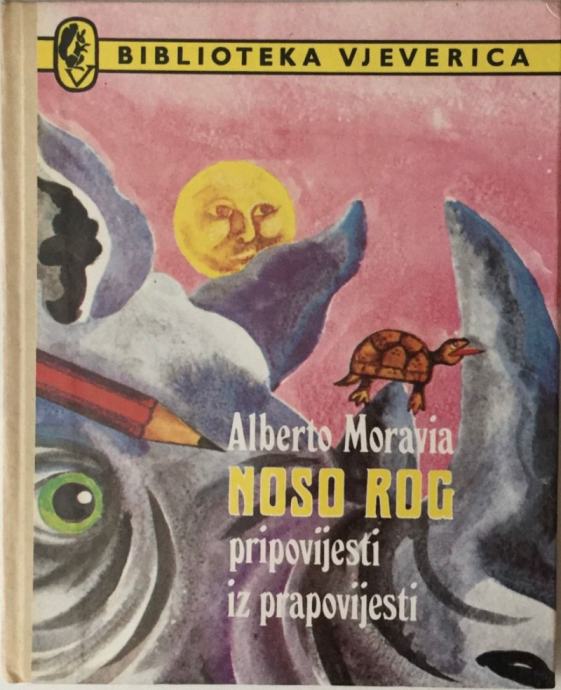 BIBLIOTEKA VJEVERICA
Alberto Moravia
NOSO ROG
pripovijesti
iz prapovijesti